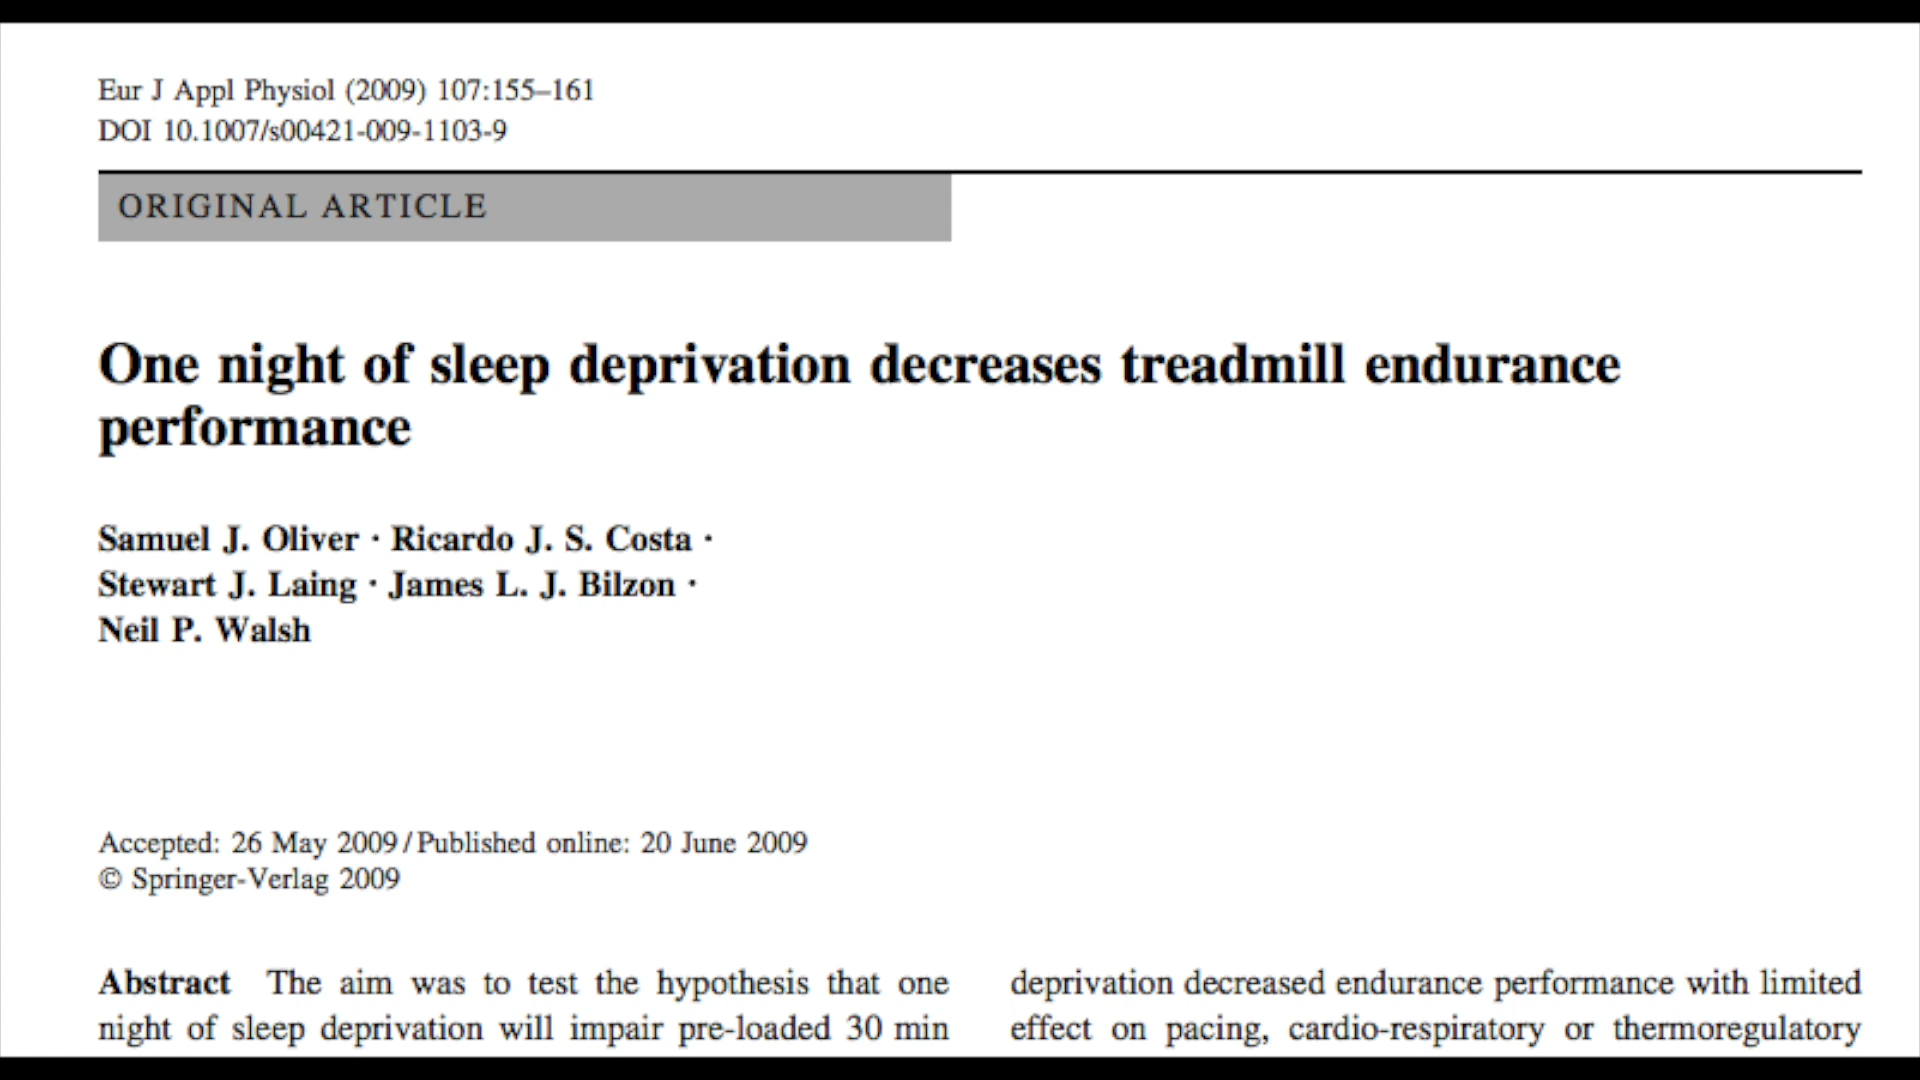 Eur J Appl Physiol (2009) 107:155–161
DOI 10.1007/s00421-009-1103-9
ORIGINAL ARTICLE
One night of sleep deprivation decreases treadmill endurance
performance
Samuel J. Oliver · Ricardo J. S. Costa ·
Stewart J. Laing · James L. J. Bilzon ·
Neil P. Walsh
Accepted: 26 May 2009 / Published online: 20 June 2009
© Springer-Verlag 2009
Abstract The aim was to test the hypothesis that one
night of sleep deprivation will impair pre-loaded 30 min
deprivation decreased endurance performance with limited
effect on pacing, cardio-respiratory or thermoregulatory